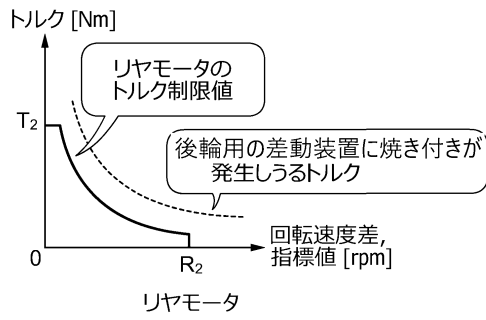 トルク [Nm]
リヤモータの
トルク制限値
T2
後輪用の差動装置に焼き付きが
発生しうるトルク
回転速度差,
指標値 [rpm]
0
R2
リヤモータ